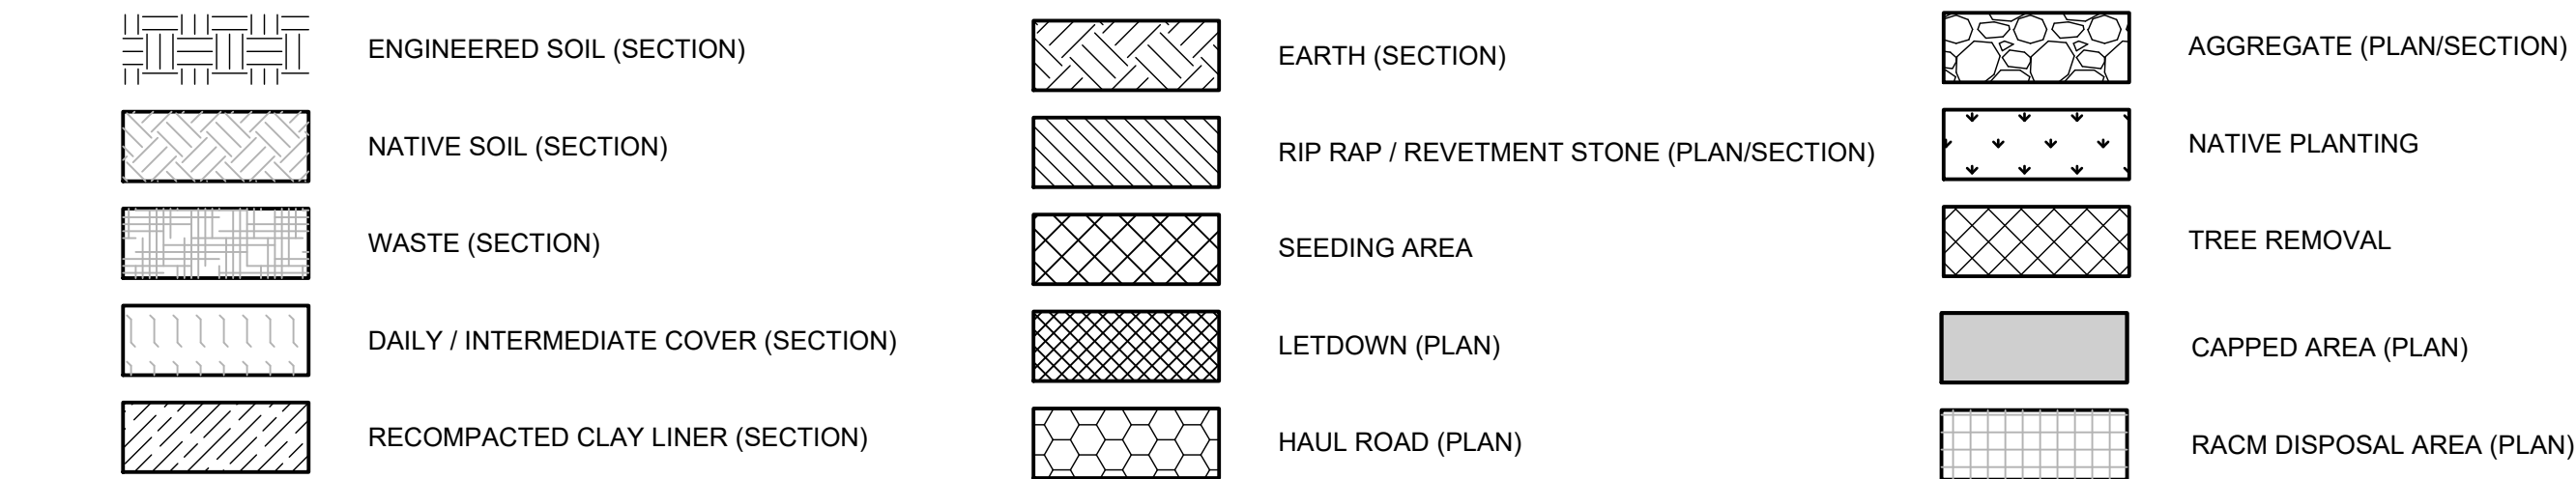 ENGINEERED SOIL (SECTION)
NATIVE SOIL (SECTION)
WASTE (SECTION)
DAILY / INTERMEDIATE COVER (SECTION)
RECOMPACTED CLAY LINER (SECTION)
EARTH (SECTION)
RIP RAP / REVETMENT STONE (PLAN/SECTION)
SEEDING AREA
LETDOWN (PLAN)
HAUL ROAD (PLAN)
AGGREGATE (PLAN/SECTION)
NATIVE PLANTING
TREE REMOVAL
CAPPED AREA (PLAN)
RACM DISPOSAL AREA (PLAN)